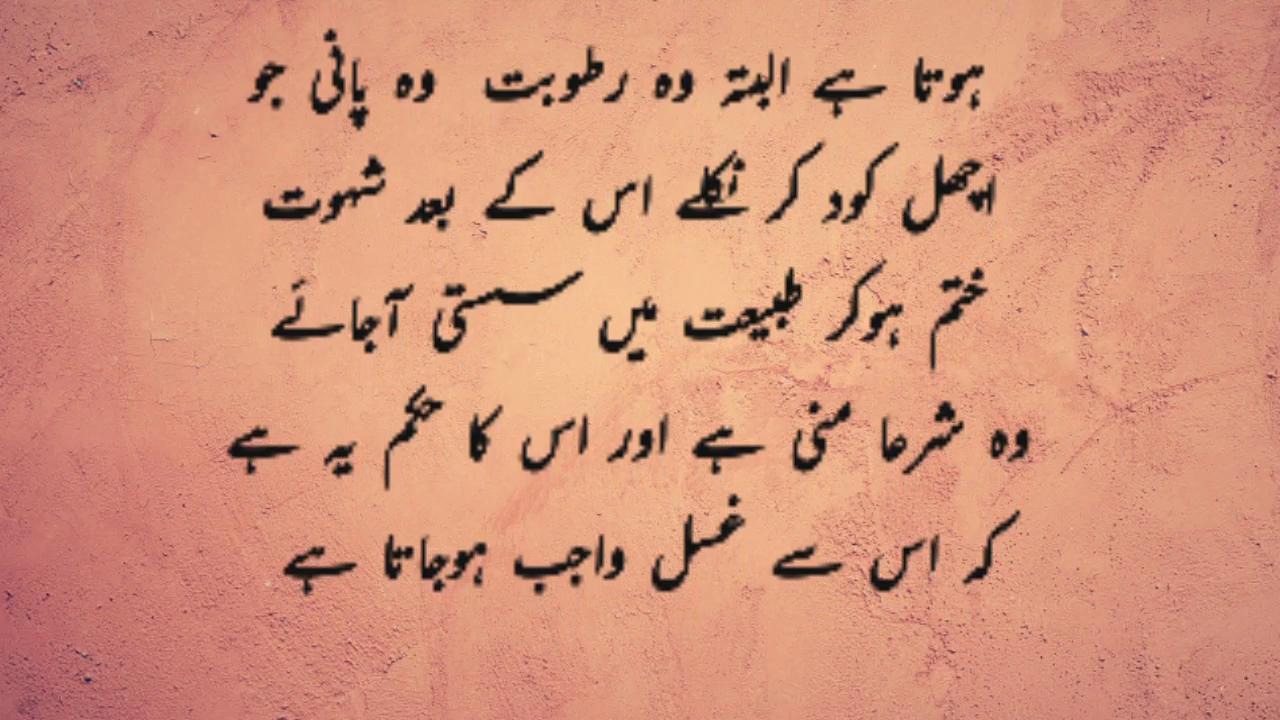 ہوتا ہے البتہ وہ رطوبت وہ پانی جو
اچھل کود کر نکلے اس کے بعد شہوت
ختم ہوکر طبیعت میں سستی آجائے
وہ شرعا منی ہے اور اس کا حکم یہ ہے
کہ اس سے غسل واجب ہوجاتا ہے